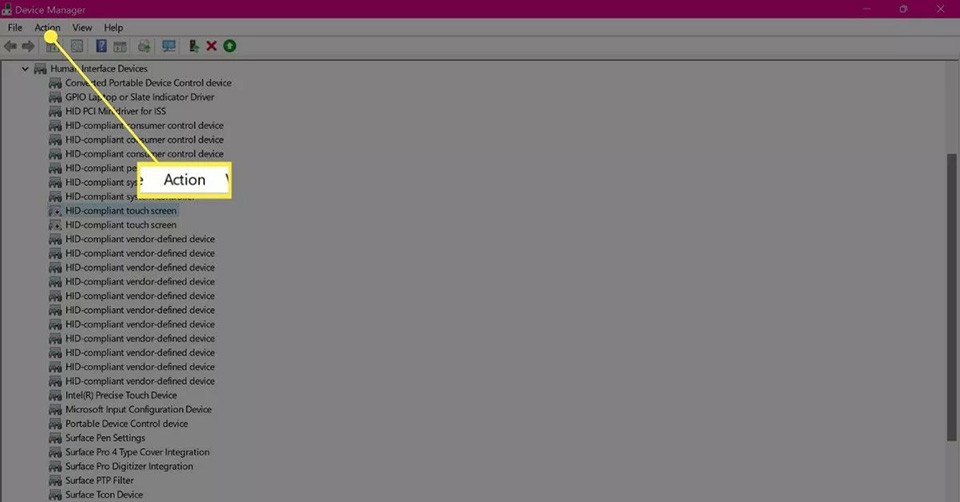 Device Manager
File Action View Help
Human Interface Devices
Converted Portable Device Control device
GPIO Laptop or Slate Indicator Driver
HID PCI Minidriver for ISS
HID-compliant consumer control device
HID-compliant consumer control device
HID-compliant consumer control device
HID-compliant pe
Action
HID-compliant sys
HID-compliant system controller
HID-compliant touch screen
HID-compliant touch screen
HID-compliant vendor-defined device
HID-compliant vendor-defined device
HID-compliant vendor-defined device
HID-compliant vendor-defined device
HID-compliant vendor-defined device
HID-compliant vendor-defined device
HID-compliant vendor-defined device
HID-compliant vendor-defined device
HID-compliant vendor-defined device
HID-compliant vendor-defined device
HID-compliant vendor-defined device
Intel(R) Precise Touch Device
Microsoft Input Configuration Device
Portable Device Control device
Surface Pen Settings
Surface Pro 4 Type Cover Integration
Surface Pro Digitizer Integration
Surface PTP Filter
Surface Tcon Device